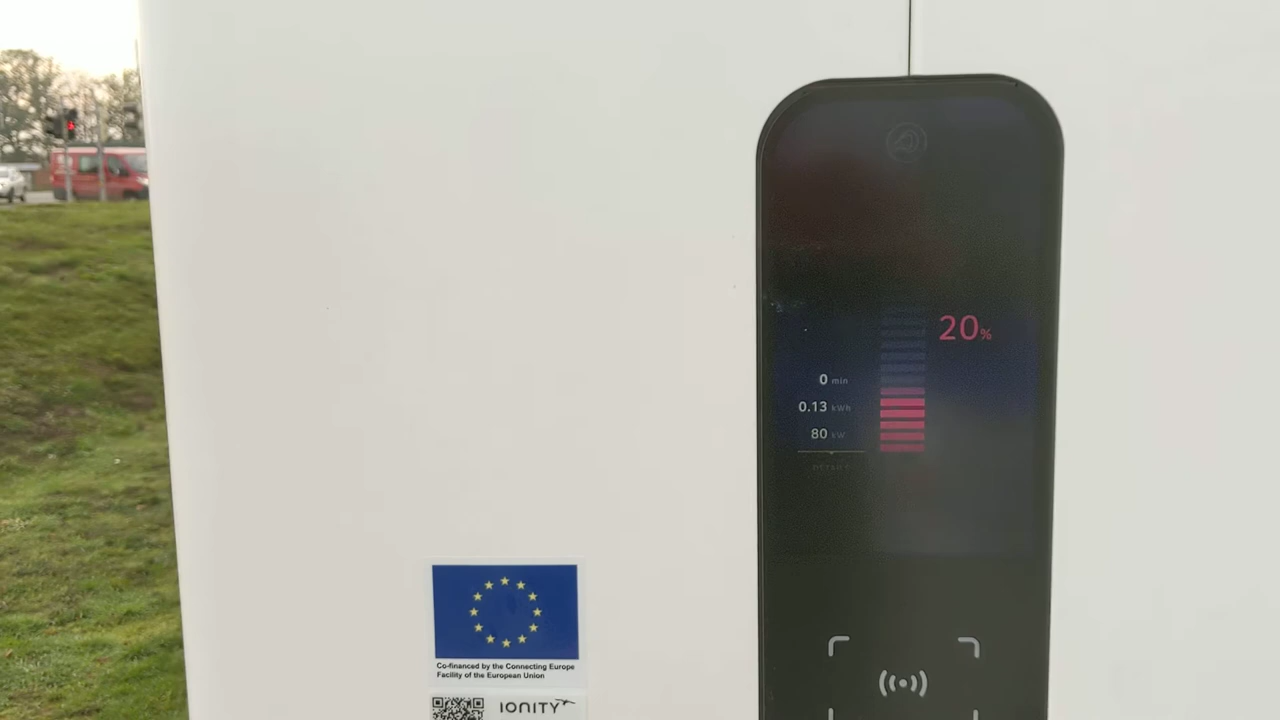 20%
0 min
0.13 kWh
80 kW
Co-financed by the Connecting Europe
Facility of the European Union
IONITY